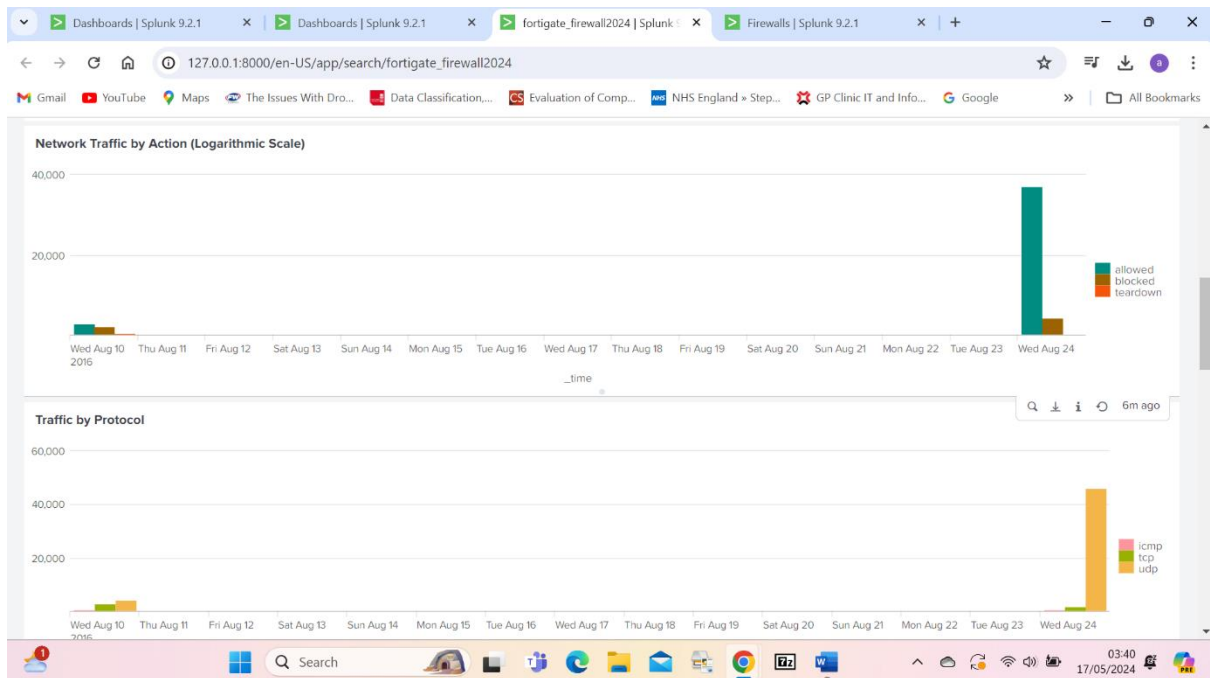 Dashboards | Splunk 9.2.1
Dashboards | Splunk 9.2.1
fortigate_firewall2024 | Splunk 9
Firewalls | Splunk 9.2.1
127.0.0.1:8000/en-US/app/search/fortigate_firewall2024
a
Gmail YouTube Maps The Issues With Dro... Data Classification,... CS Evaluation of Comp... NHS NHS England » Step... GP Clinic IT and Info... G Google » All Bookmarks
Network Traffic by Action (Logarithmic Scale)
40,000
20,000
allowed
blocked
teardown
Wed Aug 10 Thu Aug 11 Fri Aug 12 Sat Aug 13 Sun Aug 14 Mon Aug 15 Tue Aug 16 Wed Aug 17 Thu Aug 18 Fri Aug 19 Sat Aug 20 Sun Aug 21 Mon Aug 22 Tue Aug 23 Wed Aug 24
2016
_time
6m ago
Traffic by Protocol
60,000
40,000
20,000
icmp
tcp
udp
Wed Aug 10 Thu Aug 11 Fri Aug 12 Sat Aug 13 Sun Aug 14 Mon Aug 15 Tue Aug 16 Wed Aug 17 Thu Aug 18 Fri Aug 19 Sat Aug 20 Sun Aug 21 Mon Aug 22 Tue Aug 23 Wed Aug 24
2016
1
Search
7z
03:40
17/05/2024
PRE